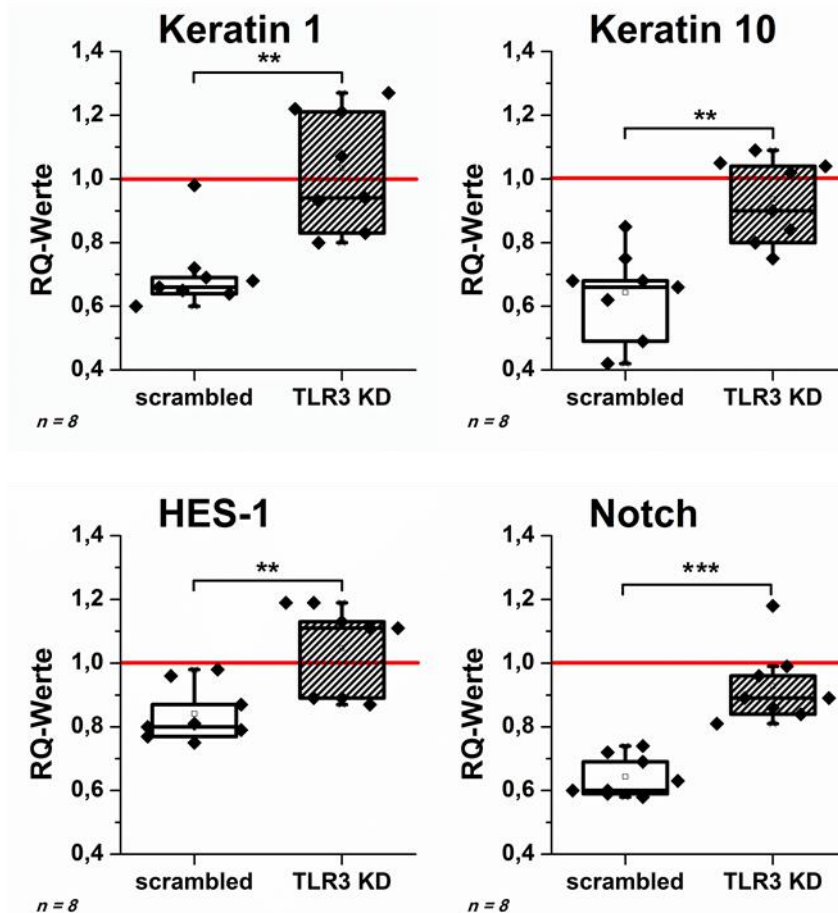 Keratin 1
1,4
1,2
1,0
0,8
0,6
0,4
RQ-Werte
**
scrambled
TLR3 KD
n = 8
Keratin 10
1,4
1,2
1,0
0,8
0,6
0,4
RQ-Werte
**
scrambled
TLR3 KD
n = 8
HES-1
1,4
1,2
1,0
0,8
0,6
0,4
RQ-Werte
**
scrambled
TLR3 KD
n = 8
Notch
1,4
1,2
1,0
0,8
0,6
0,4
RQ-Werte
***
scrambled
TLR3 KD
n = 8